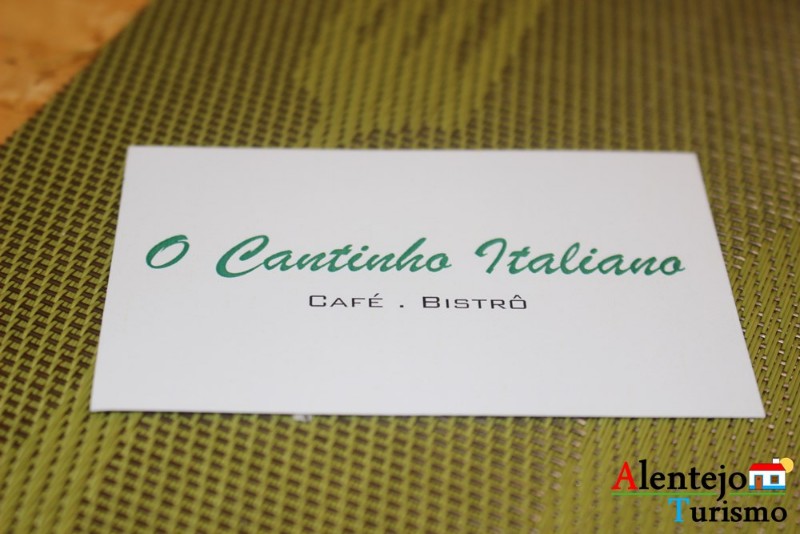 O Cantinho Italiano
Café . Bistrô
Alentejo
Turismo